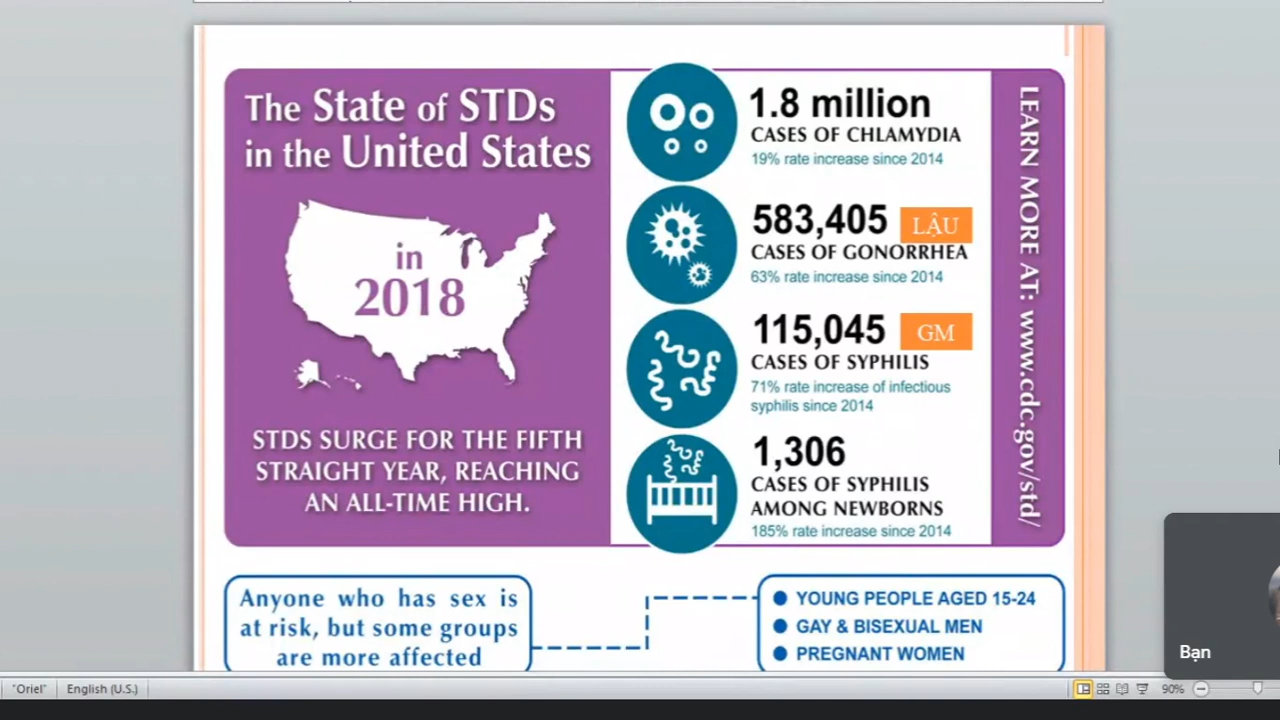 The State of STDs
in the United States
in
2018
STDS SURGE FOR THE FIFTH
STRAIGHT YEAR, REACHING
AN ALL-TIME HIGH.
1.8 million
CASES OF CHLAMYDIA
19% rate increase since 2014
583,405
LẬU
CASES OF GONORRHEA
63% rate increase since 2014
115,045
GM
CASES OF SYPHILIS
71% rate increase of infectious
syphilis since 2014
1,306
CASES OF SYPHILIS
AMONG NEWBORNS
185% rate increase since 2014
LEARN MORE AT: www.cdc.gov/std/
Anyone who has sex is
at risk, but some groups
are more affected
YOUNG PEOPLE AGED 15-24
GAY & BISEXUAL MEN
PREGNANT WOMEN
Bạn
"Oriel" English (U.S.) 90%